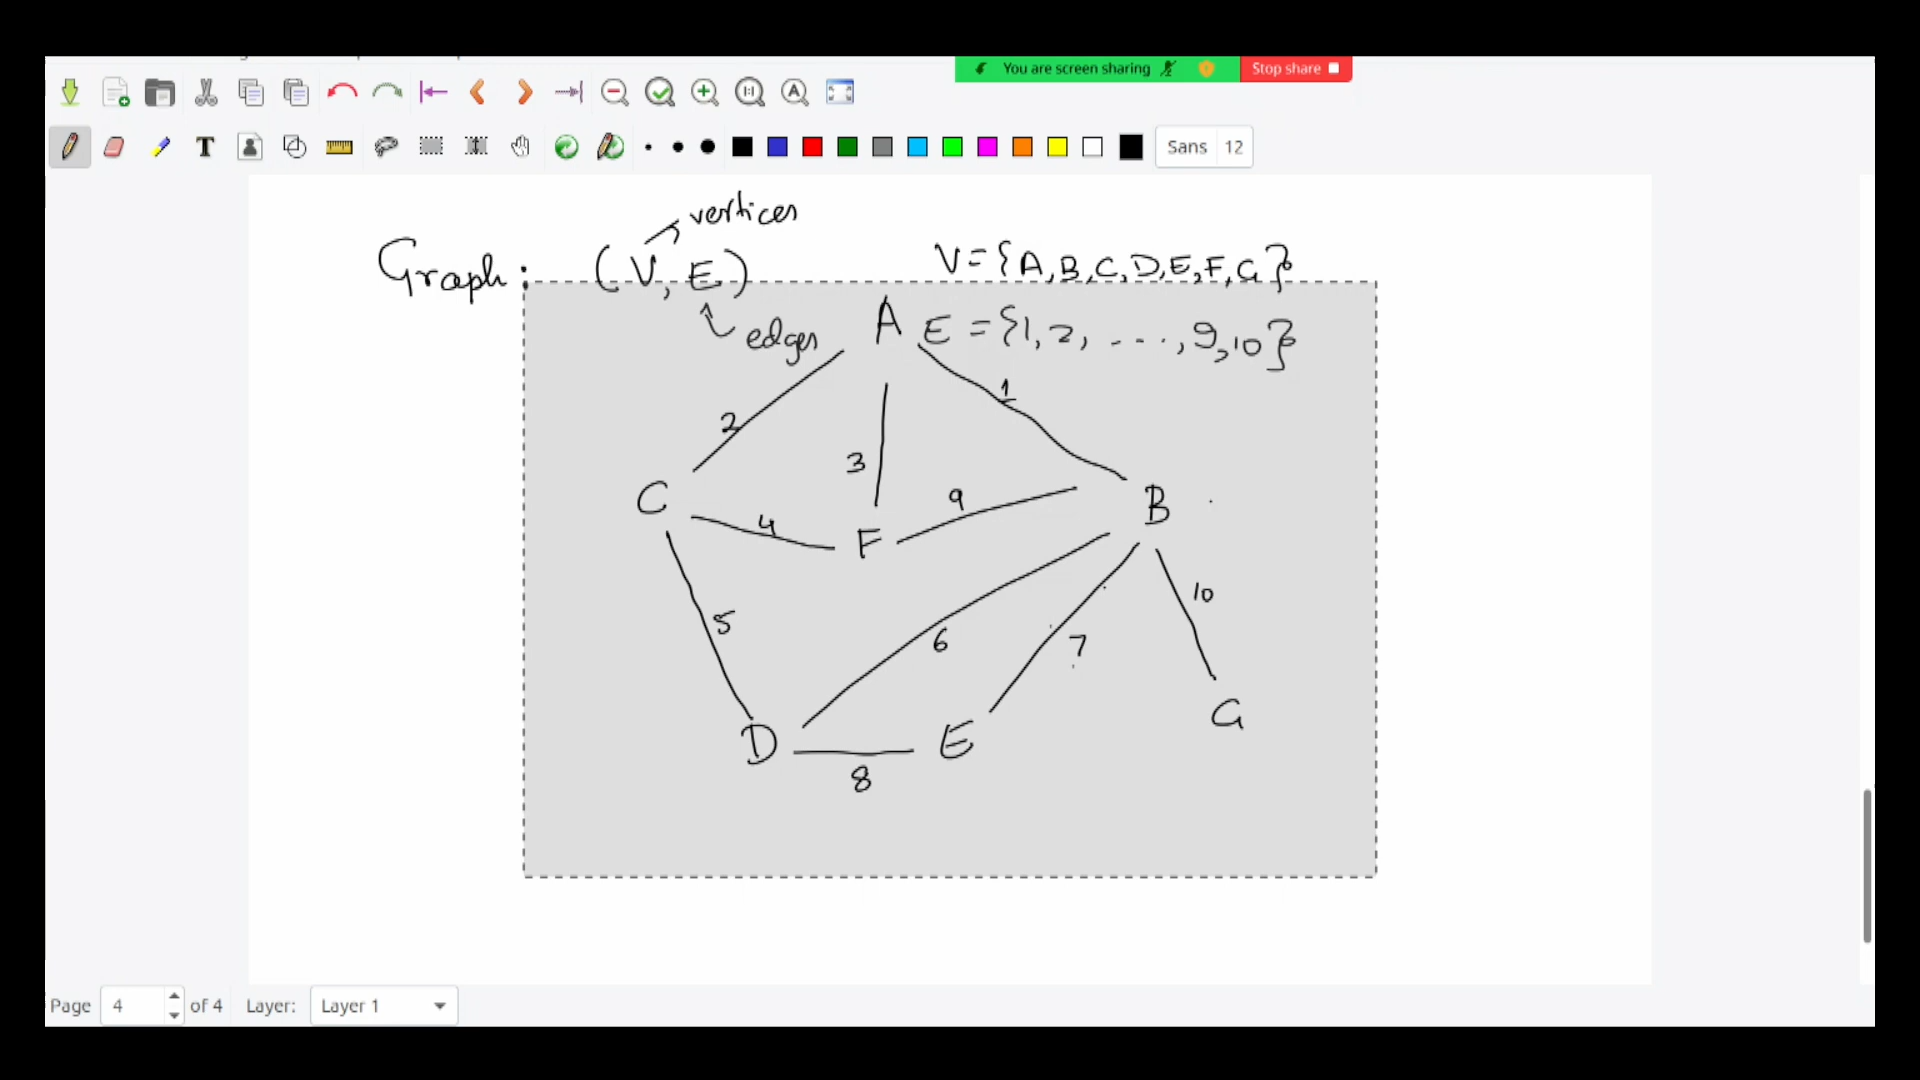 You are screen sharing
Stop share
Sans 12
vertices
Graph: (V, E)
V = {A, B, C, D, E, F, G}
edges
A
E = {1, 2, ...., 9, 10}
1
2
3
C
9
B
4
F
10
5
6
7
G
D
E
8
Page 4 of 4 Layer: Layer 1